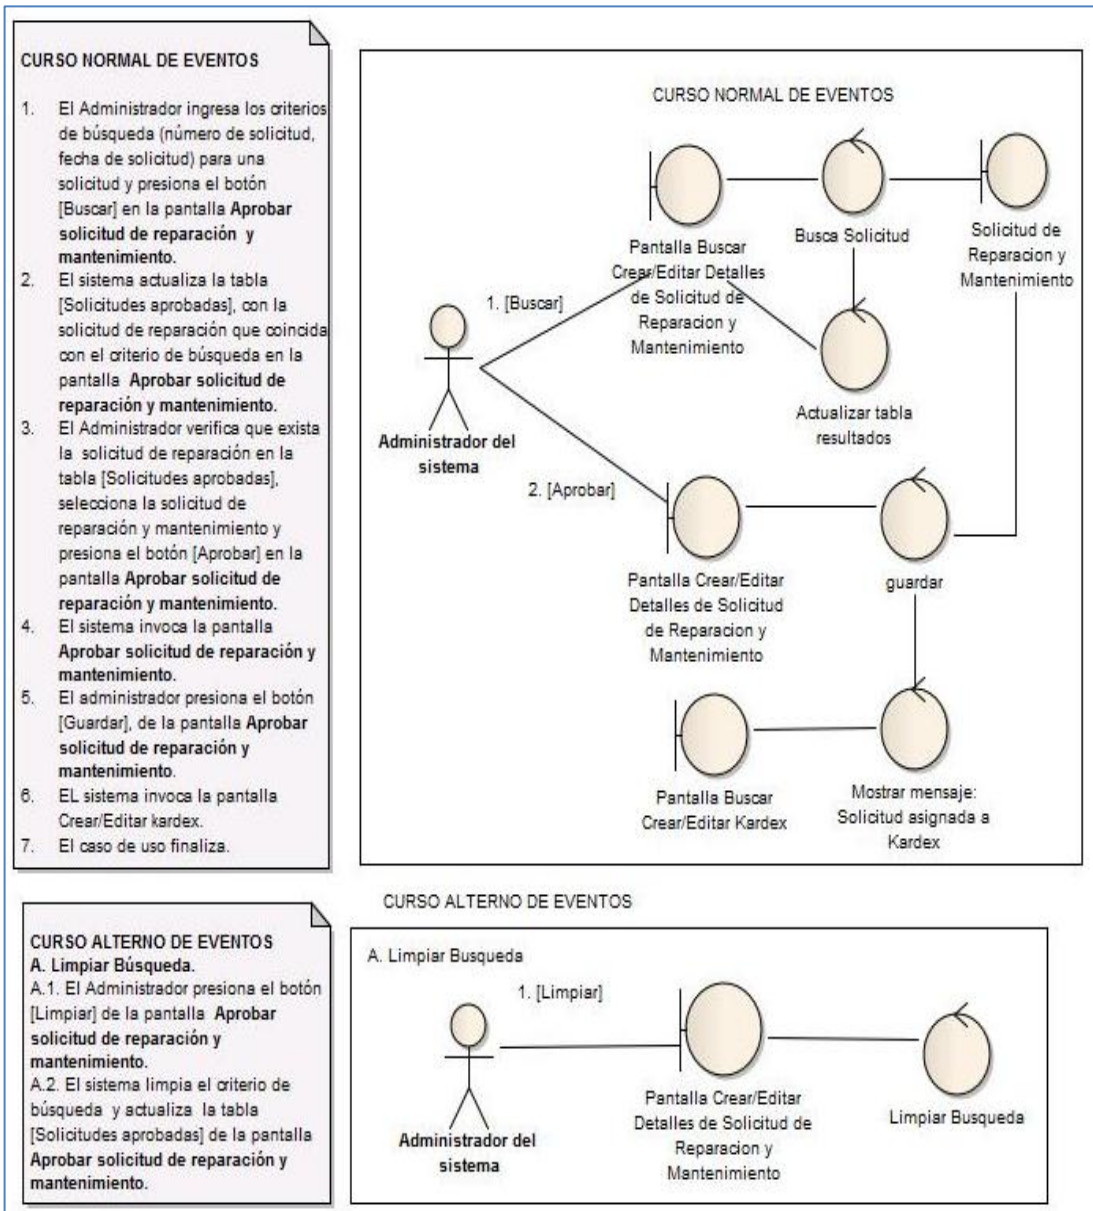 CURSO NORMAL DE EVENTOS
1. El Administrador ingresa los criterios
de búsqueda (número de solicitud,
fecha de solicitud) para una
solicitud y presiona el botón
[Buscar] en la pantalla Aprobar
solicitud de reparación y
mantenimiento.
2. El sistema actualiza la tabla
[Solicitudes aprobadas], con la
solicitud de reparación que coincida
con el criterio de búsqueda en la
pantalla Aprobar solicitud de
reparación y mantenimiento.
3. El Administrador verifica que exista
la solicitud de reparación en la
tabla [Solicitudes aprobadas],
selecciona la solicitud de
reparación y mantenimiento y
presiona el botón [Aprobar] en la
pantalla Aprobar solicitud de
reparación y mantenimiento.
4. El sistema invoca la pantalla
Aprobar solicitud de reparación y
mantenimiento.
5. El administrador presiona el botón
[Guardar], de la pantalla Aprobar
solicitud de reparación y
mantenimiento.
6. EL sistema invoca la pantalla
Crear/Editar kardex.
7. El caso de uso finaliza.
CURSO NORMAL DE EVENTOS
Pantalla Buscar
Crear/Editar Detalles
de Solicitud de
Reparacion y
Mantenimiento
Busca Solicitud
Solicitud de
Reparacion y
Mantenimiento
1. [Buscar]
Actualizar tabla
resultados
Administrador del
sistema
2. [Aprobar]
Pantalla Crear/Editar
Detalles de Solicitud
de Reparacion y
Mantenimiento
guardar
Pantalla Buscar
Crear/Editar Kardex
Mostrar mensaje:
Solicitud asignada a
Kardex
CURSO ALTERNO DE EVENTOS
A. Limpiar Búsqueda.
A.1. El Administrador presiona el botón
[Limpiar] de la pantalla Aprobar
solicitud de reparación y
mantenimiento.
A.2. El sistema limpia el criterio de
búsqueda y actualiza la tabla
[Solicitudes aprobadas] de la pantalla
Aprobar solicitud de reparación y
mantenimiento.
CURSO ALTERNO DE EVENTOS
A. Limpiar Busqueda
1. [Limpiar]
Administrador del
sistema
Pantalla Crear/Editar
Detalles de Solicitud de
Reparacion y
Mantenimiento
Limpiar Busqueda